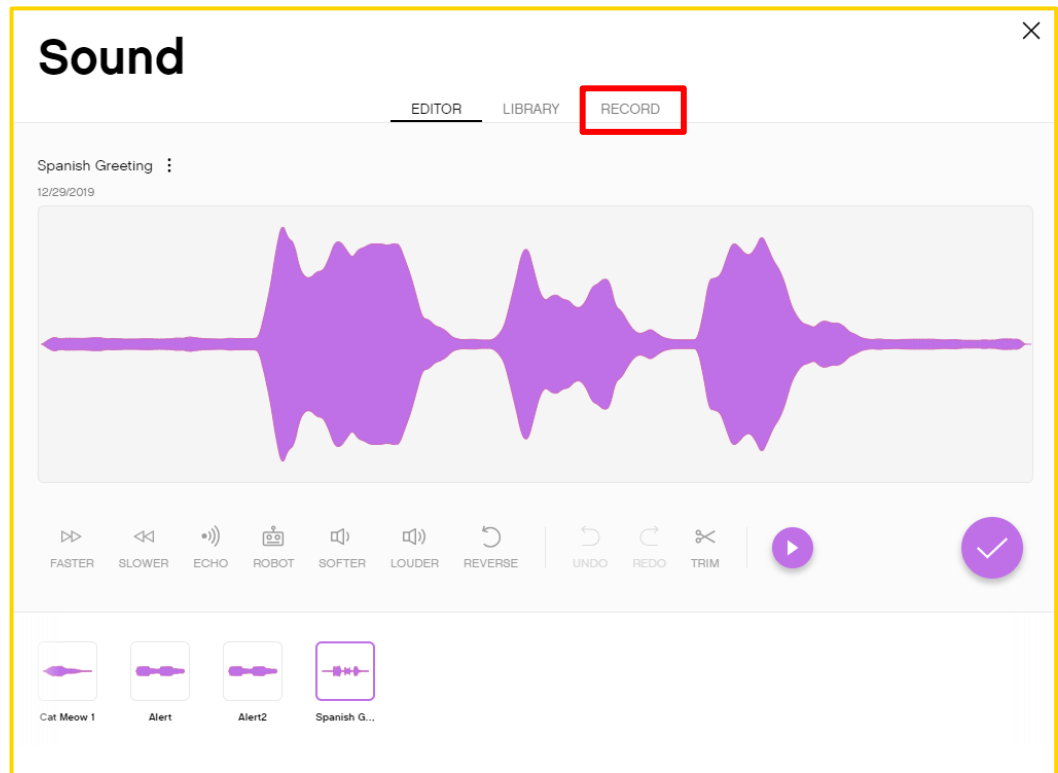 Sound
EDITOR LIBRARY RECORD
Spanish Greeting
12/29/2019
FASTER SLOWER ECHO ROBOT SOFTER LOUDER REVERSE UNDO REDO TRIM
Cat Meow 1 Alert Alert2 Spanish G...